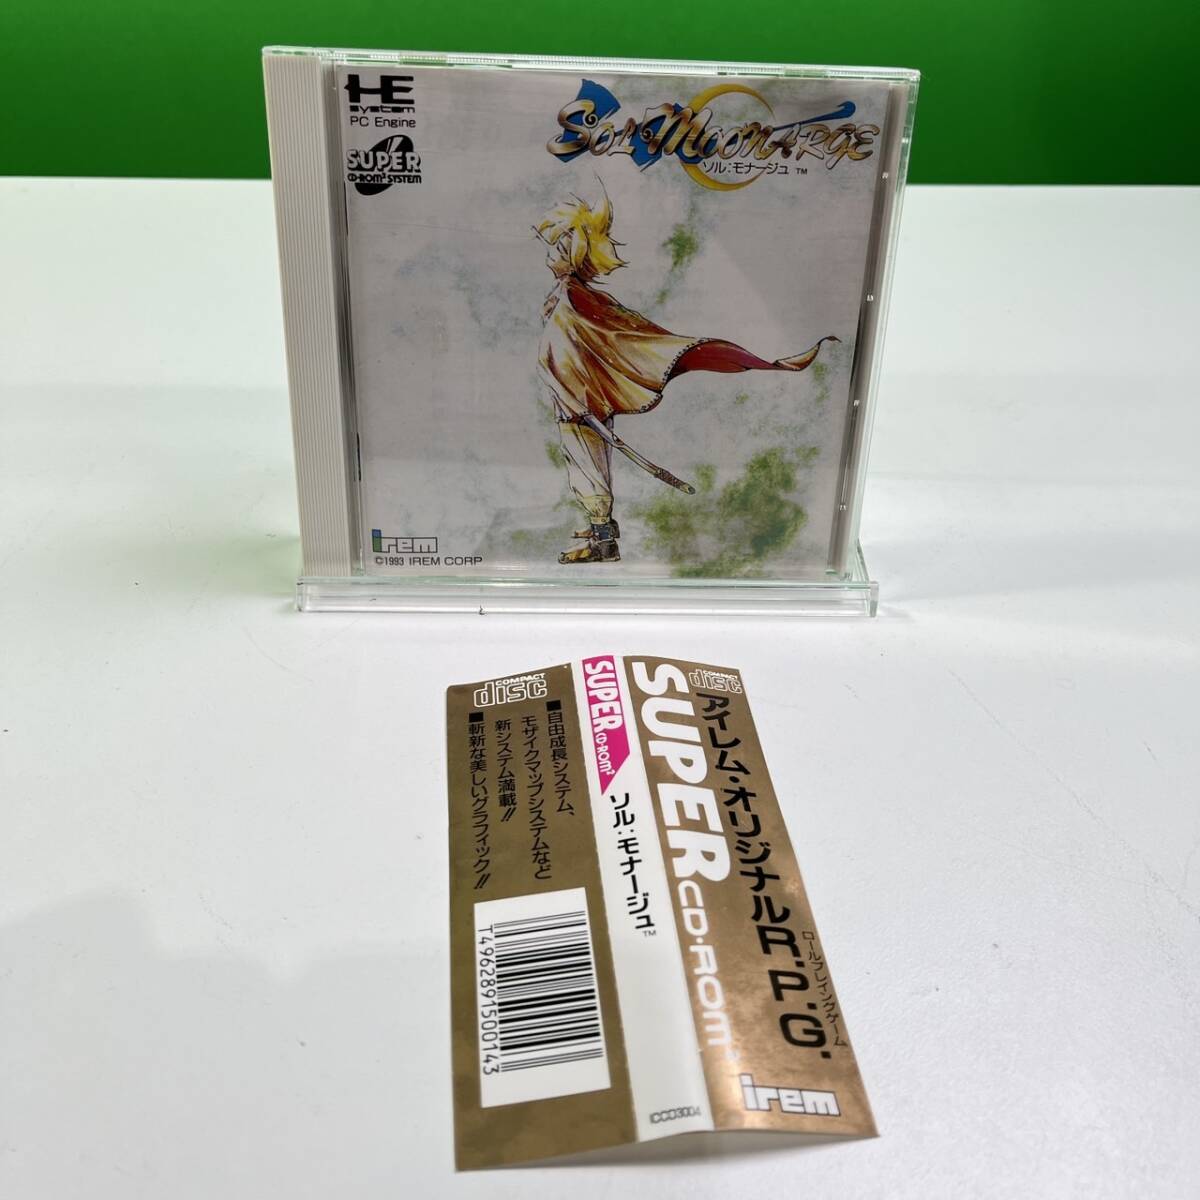 HE
System
PC Engine
SUPER
CD-ROM² SYSTEM
SOL:MOONARGE
ソル:モナージュ ™
irem
©1993 IREM CORP
COMPACT
disc
■自由成長システム、
モザイクマップシステムなど
新システム満載!!
■斬新な美しいグラフィック!!
T4962891500143
SUPER CD-ROM²
ソル:モナージュ™
disc
SUPER CD-ROM²
アイレム・オリジナルR.P.G.
ロールプレイングゲーム
irem